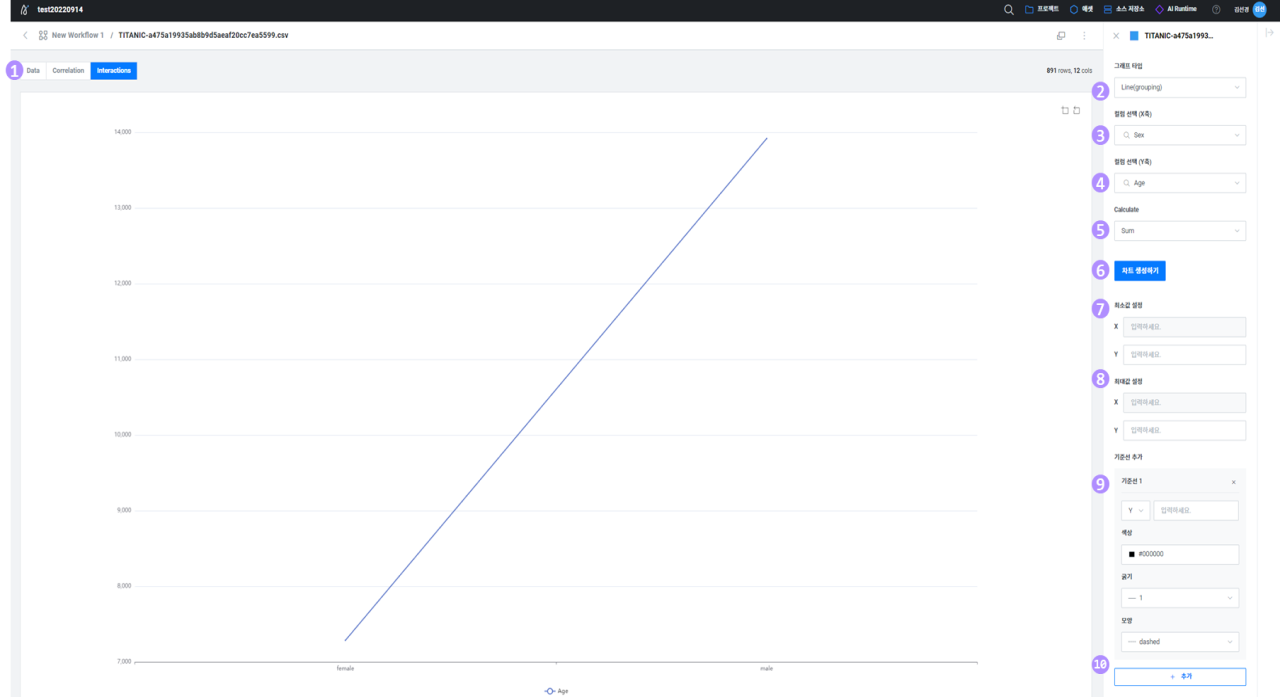 test20220914
프로젝트 에셋 소스 저장소 AI Runtime 김선경 김선
New Workflow 1 / TITANIC-a475a19935ab8b9d5aeaf20cc7ea5599.csv
TITANIC-a475a1993...
1 Data Correlation Interactions
891 rows, 12 cols
14,000
13,000
12,000
11,000
10,000
9,000
8,000
7,000
female male
Age
그래프 타입
2 Line(grouping)
컬럼 선택 (X축)
3 Sex
컬럼 선택 (Y축)
4 Age
Calculate
5 Sum
6 차트 생성하기
7 최소값 설정
X 입력하세요.
Y 입력하세요.
8 최대값 설정
X 입력하세요.
Y 입력하세요.
기준선 추가
9 기준선 1 ×
Y 입력하세요.
색상
#000000
굵기
1
모양
dashed
10 + 추가